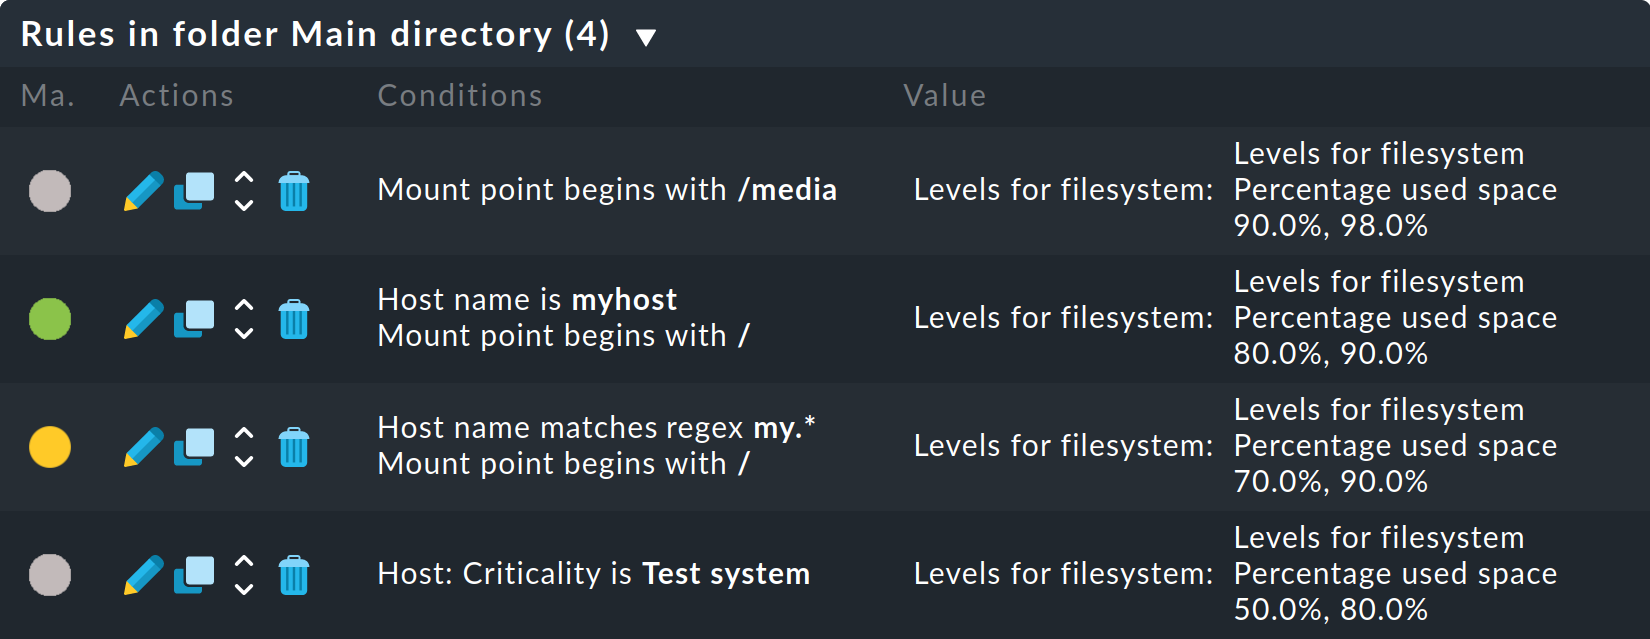 Rules in folder Main directory (4)
Ma. Actions Conditions Value
Mount point begins with /media Levels for filesystem: Levels for filesystem
Percentage used space
90.0%, 98.0%
Host name is myhost
Mount point begins with / Levels for filesystem: Levels for filesystem
Percentage used space
80.0%, 90.0%
Host name matches regex my.*
Mount point begins with / Levels for filesystem: Levels for filesystem
Percentage used space
70.0%, 90.0%
Host: Criticality is Test system Levels for filesystem: Levels for filesystem
Percentage used space
50.0%, 80.0%